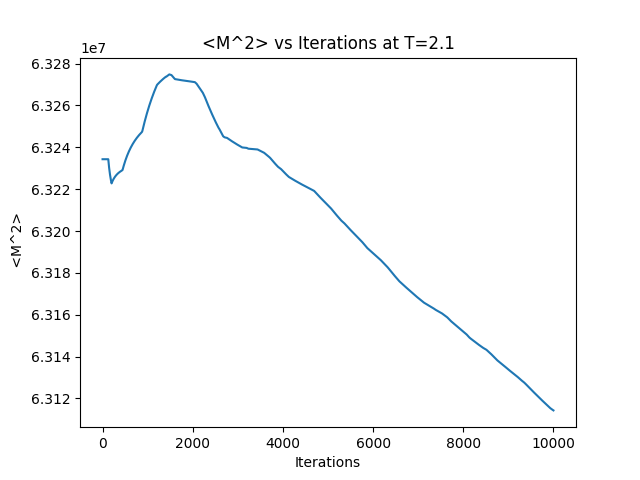 <M^2> vs Iterations at T=2.1
1e7
6.328
6.326
6.324
6.322
6.320
6.318
6.316
6.314
6.312
<M^2>
0 2000 4000 6000 8000 10000
Iterations